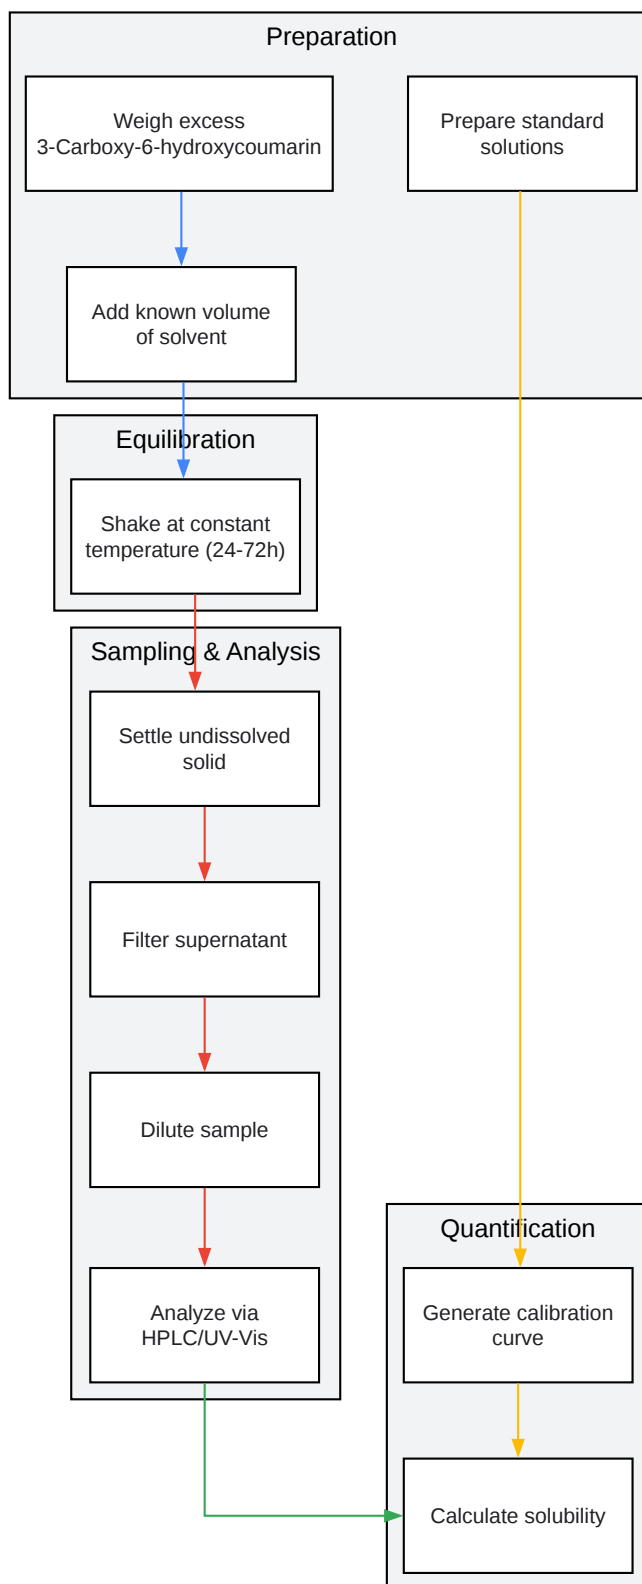 Preparation
Weigh excess
3-Carboxy-6-hydroxycoumarin
Prepare standard
solutions
Add known volume
of solvent
Equilibration
Shake at constant
temperature (24-72h)
Sampling & Analysis
Settle undissolved
solid
Filter supernatant
Dilute sample
Analyze via
HPLC/UV-Vis
Quantification
Generate calibration
curve
Calculate solubility